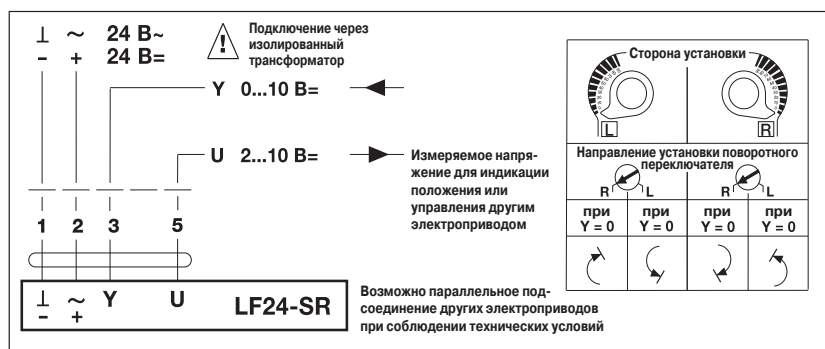 ⊥ ~ 24 В~
- + 24 В=
Подключение через
изолированный
трансформатор
Y 0...10 В=
U 2...10 В=
Измеряемое напря-
жение для индикации
положения или
управления другим
электроприводом
1 2 3 5
⊥ ~ Y U LF24-SR
- +
Возможно параллельное под-
соединение других электроприводов
при соблюдении технических условий
Сторона установки
L R
Направление установки поворотного
переключателя
R L R L
при при при при
Y = 0 Y = 0 Y = 0 Y = 0